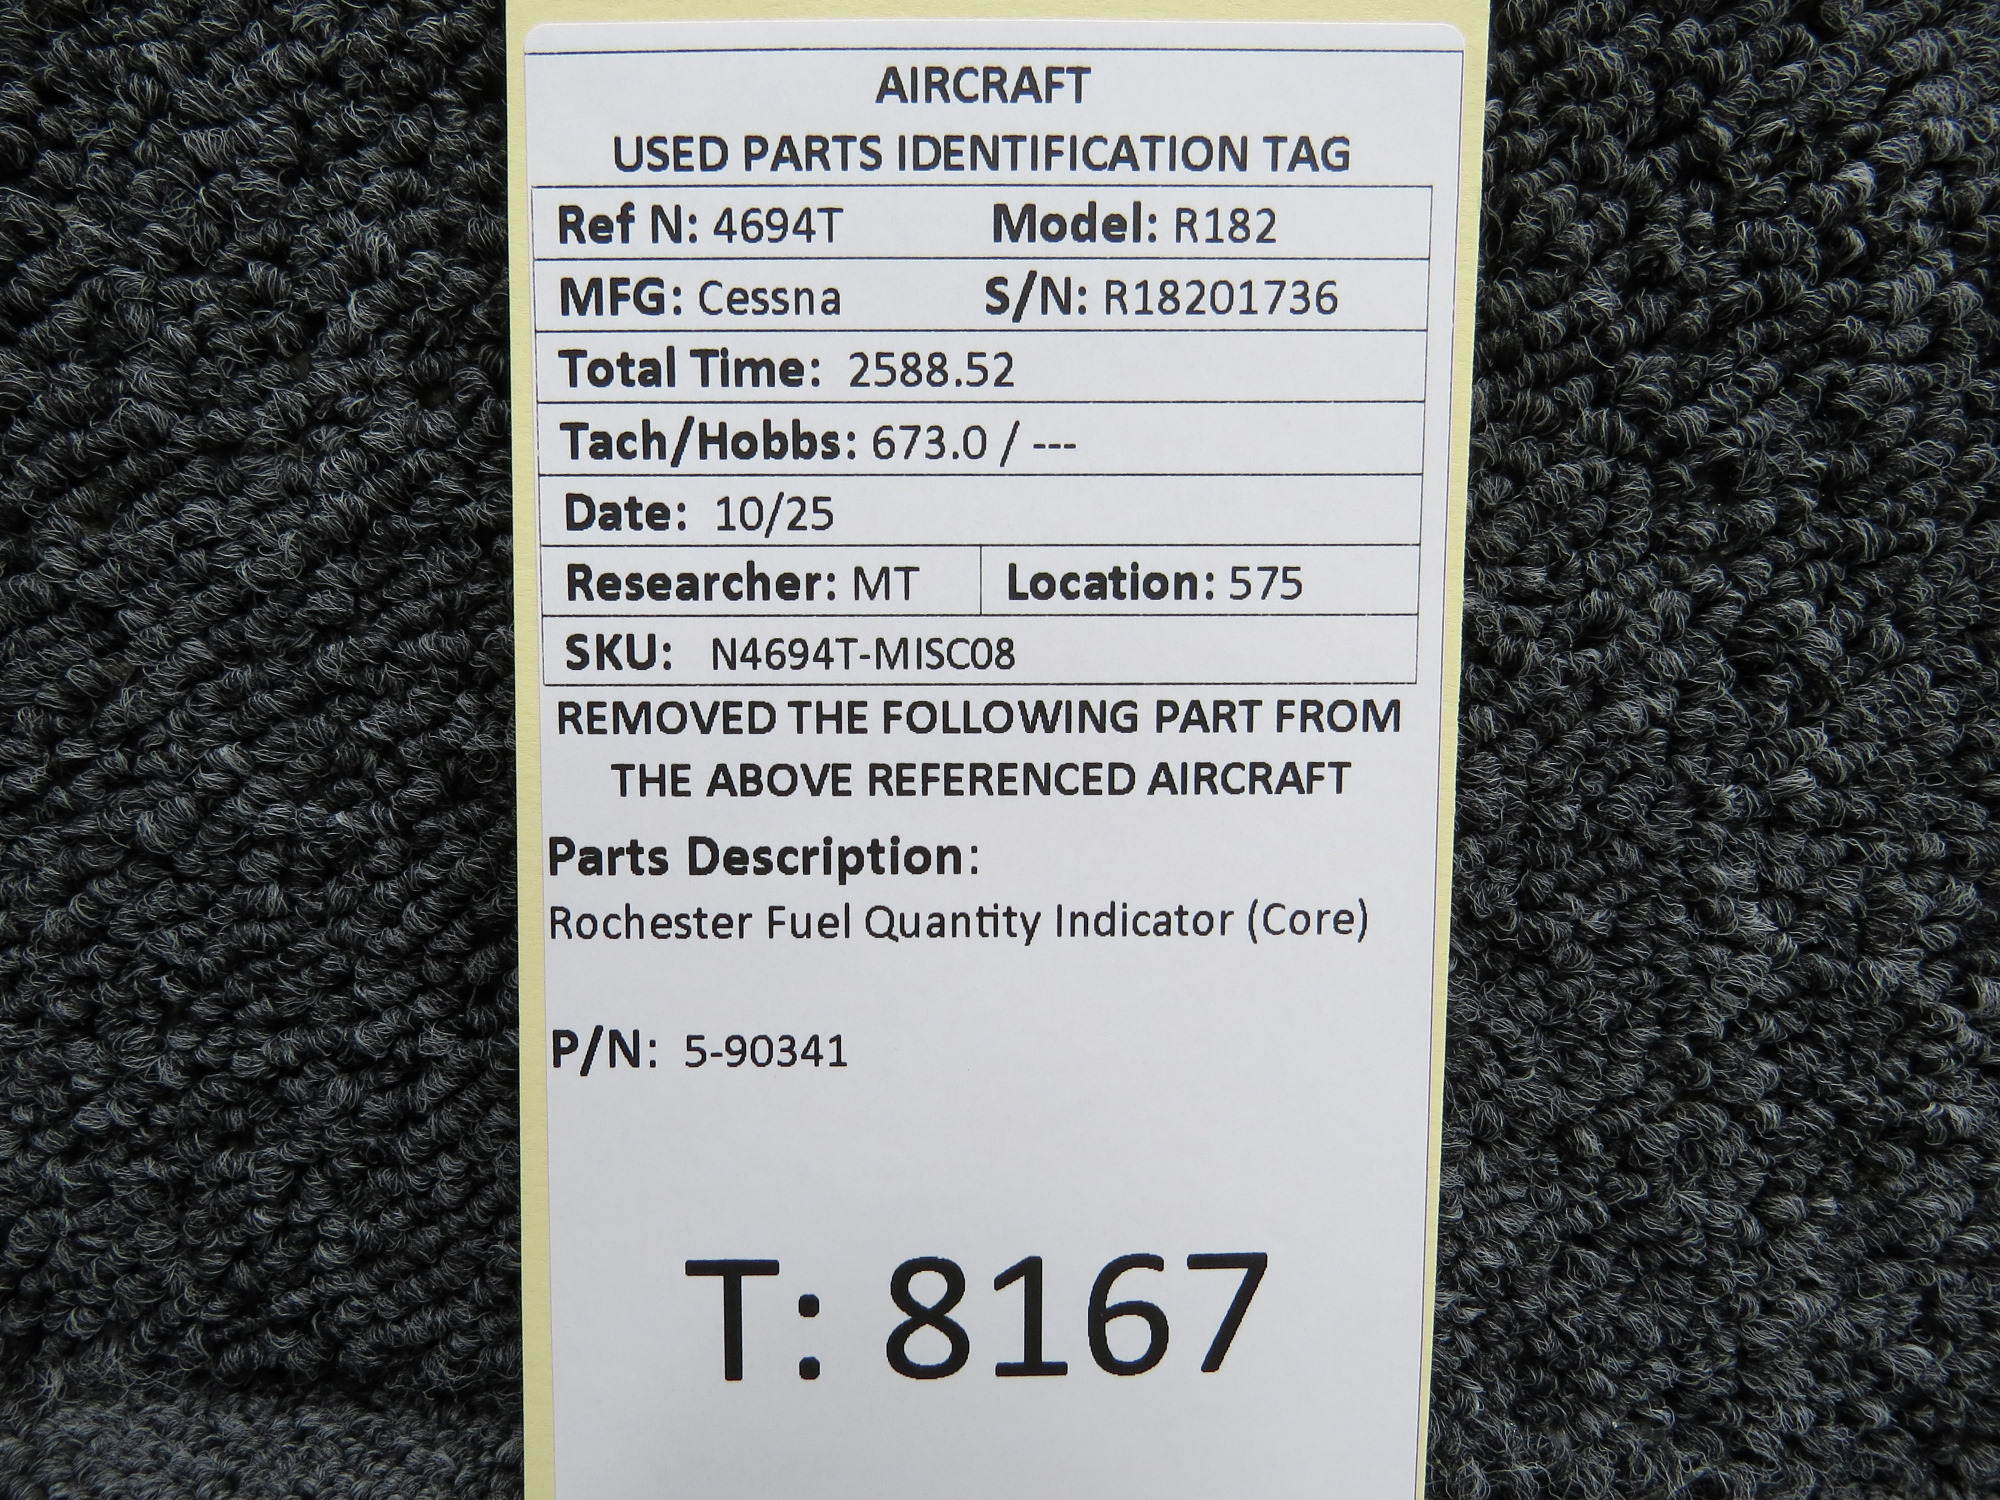 AIRCRAFT
USED PARTS IDENTIFICATION TAG
Ref N: 4694T Model: R182
MFG: Cessna S/N: R18201736
Total Time: 2588.52
Tach/Hobbs: 673.0 / ---
Date: 10/25
Researcher: MT Location: 575
SKU: N4694T-MISC08
REMOVED THE FOLLOWING PART FROM
THE ABOVE REFERENCED AIRCRAFT
Parts Description:
Rochester Fuel Quantity Indicator (Core)
P/N: 5-90341
T: 8167